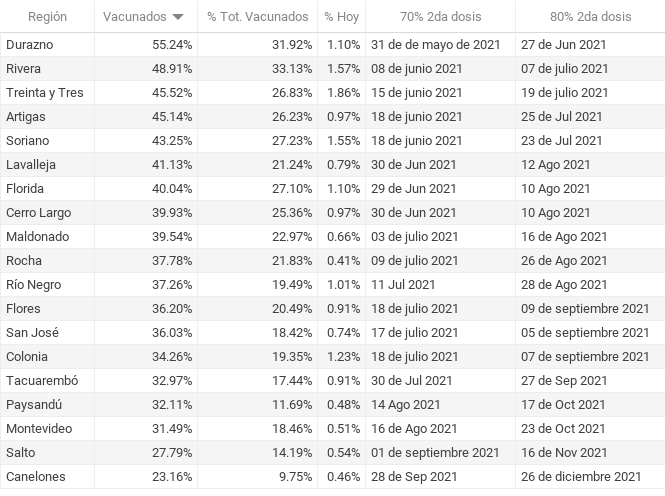 Región Vacunados % Tot. Vacunados % Hoy 70% 2da dosis 80% 2da dosis
Durazno 55.24% 31.92% 1.10% 31 de de mayo de 2021 27 de Jun 2021
Rivera 48.91% 33.13% 1.57% 08 de junio 2021 07 de julio 2021
Treinta y Tres 45.52% 26.83% 1.86% 15 de junio 2021 19 de julio 2021
Artigas 45.14% 26.23% 0.97% 18 de junio 2021 25 de Jul 2021
Soriano 43.25% 27.23% 1.55% 18 de junio 2021 23 de Jul 2021
Lavalleja 41.13% 21.24% 0.79% 30 de Jun 2021 12 Ago 2021
Florida 40.04% 27.10% 1.10% 29 de Jun 2021 10 Ago 2021
Cerro Largo 39.93% 25.36% 0.97% 30 de Jun 2021 10 Ago 2021
Maldonado 39.54% 22.97% 0.66% 03 de julio 2021 16 de Ago 2021
Rocha 37.78% 21.83% 0.41% 09 de julio 2021 26 de Ago 2021
Río Negro 37.26% 19.49% 1.01% 11 Jul 2021 28 de Ago 2021
Flores 36.20% 20.49% 0.91% 18 de julio 2021 09 de septiembre 2021
San José 36.03% 18.42% 0.74% 17 de julio 2021 05 de septiembre 2021
Colonia 34.26% 19.35% 1.23% 18 de julio 2021 07 de septiembre 2021
Tacuarembó 32.97% 17.44% 0.91% 30 de Jul 2021 27 de Sep 2021
Paysandú 32.11% 11.69% 0.48% 14 Ago 2021 17 de Oct 2021
Montevideo 31.49% 18.46% 0.51% 16 de Ago 2021 23 de Oct 2021
Salto 27.79% 14.19% 0.54% 01 de septiembre 2021 16 de Nov 2021
Canelones 23.16% 9.75% 0.46% 28 de Sep 2021 26 de diciembre 2021